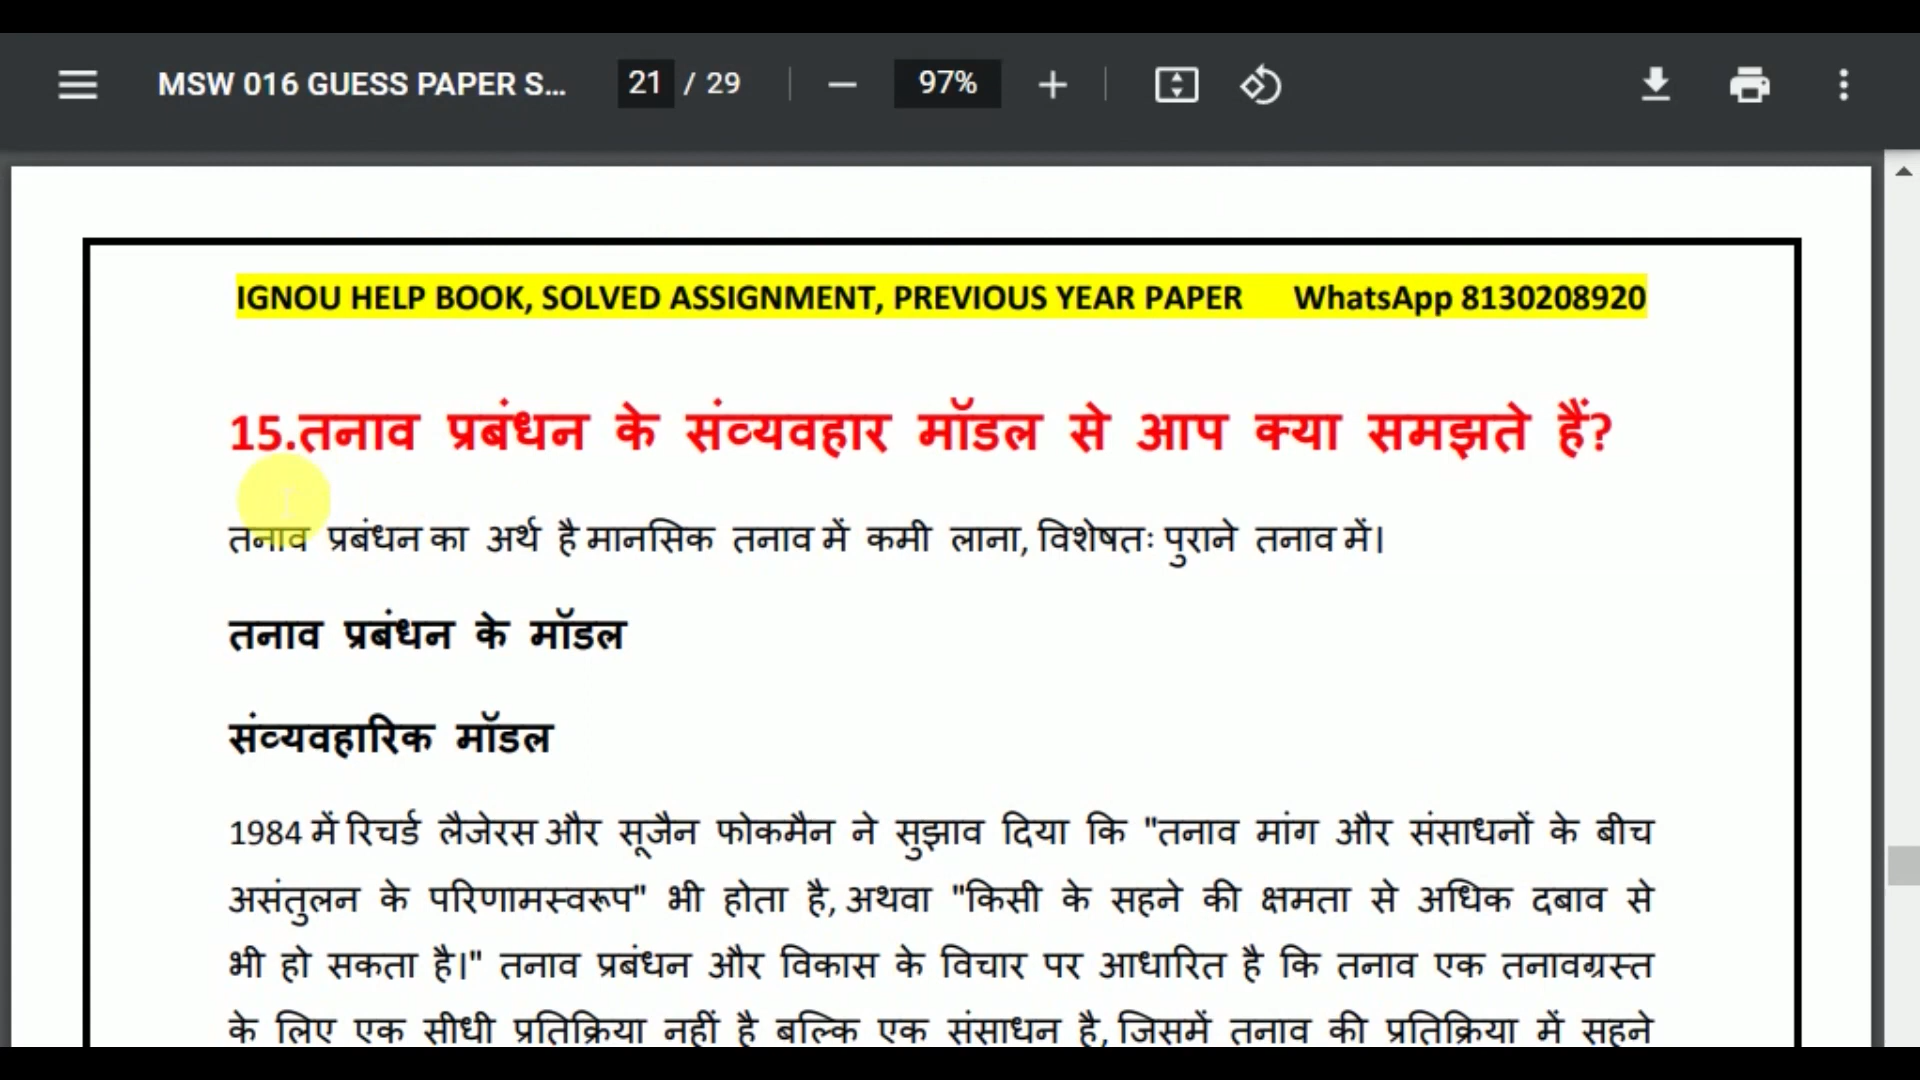 MSW 016 GUESS PAPER S... 21 / 29 97%
IGNOU HELP BOOK, SOLVED ASSIGNMENT, PREVIOUS YEAR PAPER WhatsApp 8130208920
15.तनाव प्रबंधन के संव्यवहार मॉडल से आप क्या समझते हैं?
तनाव प्रबंधन का अर्थ है मानसिक तनाव में कमी लाना, विशेषतः पुराने तनाव में।
तनाव प्रबंधन के मॉडल
संव्यवहारिक मॉडल
1984 में रिचर्ड लैजेरस और सूजैन फोकमैन ने सुझाव दिया कि "तनाव मांग और संसाधनों के बीच
असंतुलन के परिणामस्वरूप" भी होता है, अथवा "किसी के सहने की क्षमता से अधिक दबाव से
भी हो सकता है।" तनाव प्रबंधन और विकास के विचार पर आधारित है कि तनाव एक तनावग्रस्त
के लिए एक सीधी प्रतिक्रिया नहीं है बल्कि एक संसाधन है, जिसमें तनाव की प्रतिक्रिया में सहने